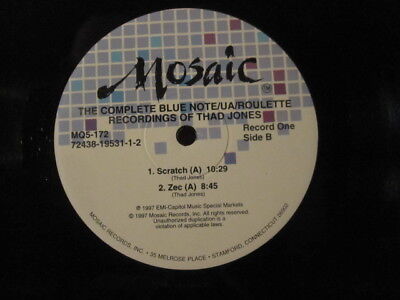 Mosaic
TM
THE COMPLETE BLUE NOTE/UA/ROULETTE
RECORDINGS OF THAD JONES
MQ5-172
72438-19531-1-2
Record One
Side B
1. Scratch (A) 10:29
(Thad Jones)
2. Zec (A) 8:45
(Thad Jones)
℗ 1997 EMI-Capitol Music Special Markets
© 1997 Mosaic Records, Inc. All rights reserved.
Unauthorized duplication is a
violation of applicable laws.
MOSAIC RECORDS, INC. • 35 MELROSE PLACE • STAMFORD, CONNECTICUT 06902